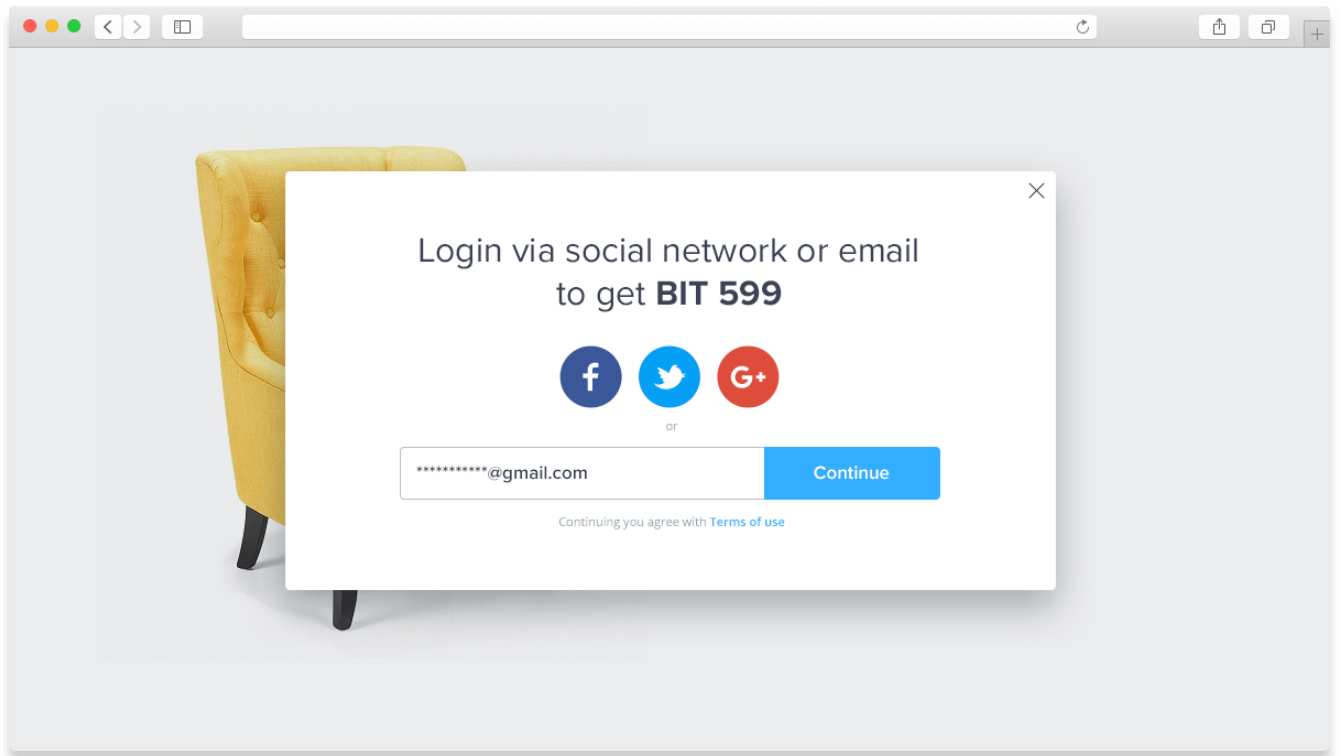 Login via social network or email
to get BIT 599
f
G+
or
***********@gmail.com
Continue
Continuing you agree with Terms of use